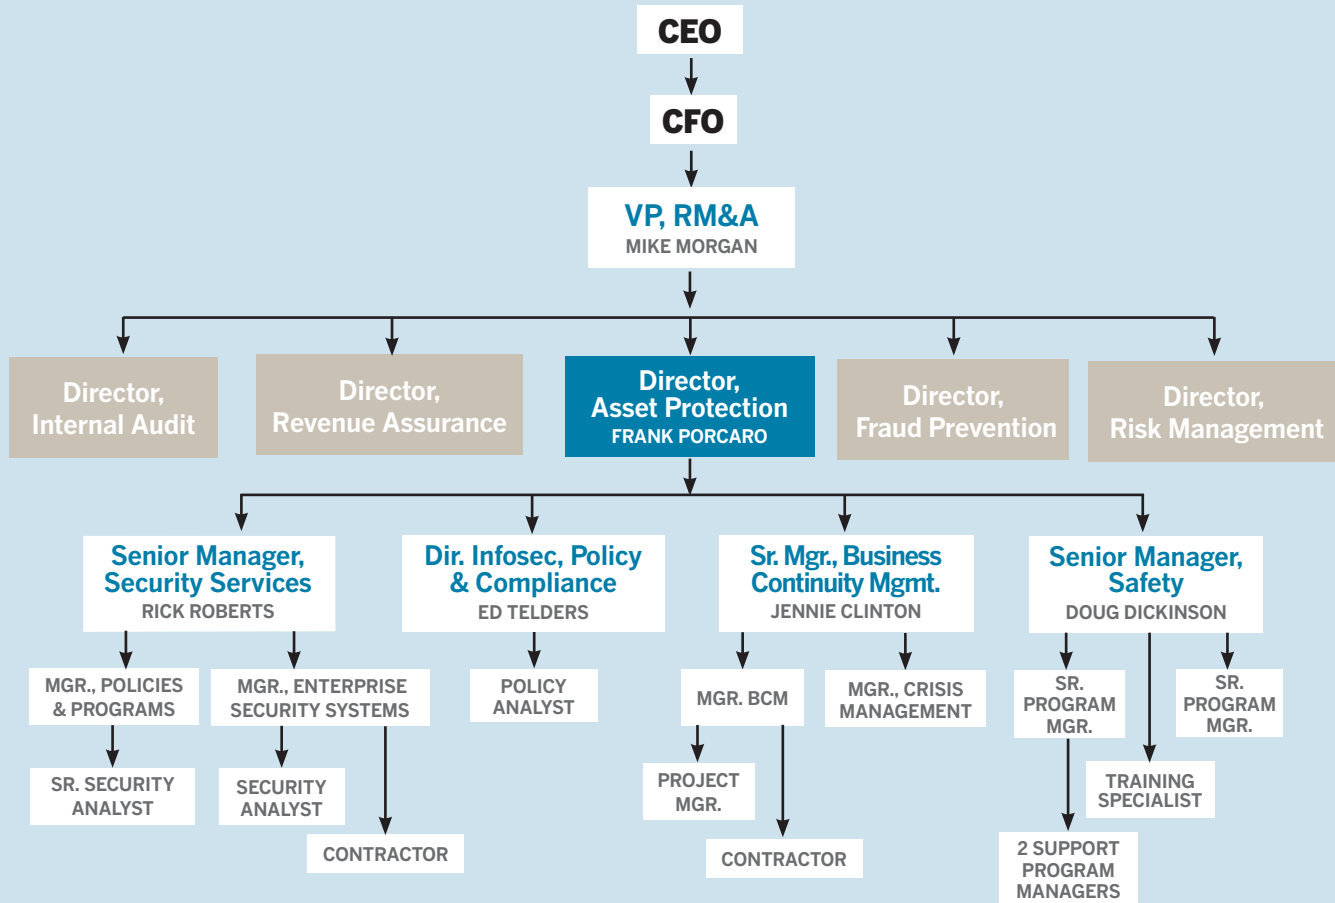 CEO
CFO
VP, RM&A
MIKE MORGAN
Director,
Internal Audit
Director,
Revenue Assurance
Director,
Asset Protection
FRANK PORCARO
Director,
Fraud Prevention
Director,
Risk Management
Senior Manager,
Security Services
RICK ROBERTS
Dir. Infosec, Policy
& Compliance
ED TELDERS
Sr. Mgr., Business
Continuity Mgmt.
JENNIE CLINTON
Senior Manager,
Safety
DOUG DICKINSON
MGR., POLICIES
& PROGRAMS
MGR., ENTERPRISE
SECURITY SYSTEMS
POLICY
ANALYST
MGR. BCM
MGR., CRISIS
MANAGEMENT
SR.
PROGRAM
MGR.
SR.
PROGRAM
MGR.
SR. SECURITY
ANALYST
SECURITY
ANALYST
PROJECT
MGR.
TRAINING
SPECIALIST
CONTRACTOR
CONTRACTOR
2 SUPPORT
PROGRAM
MANAGERS